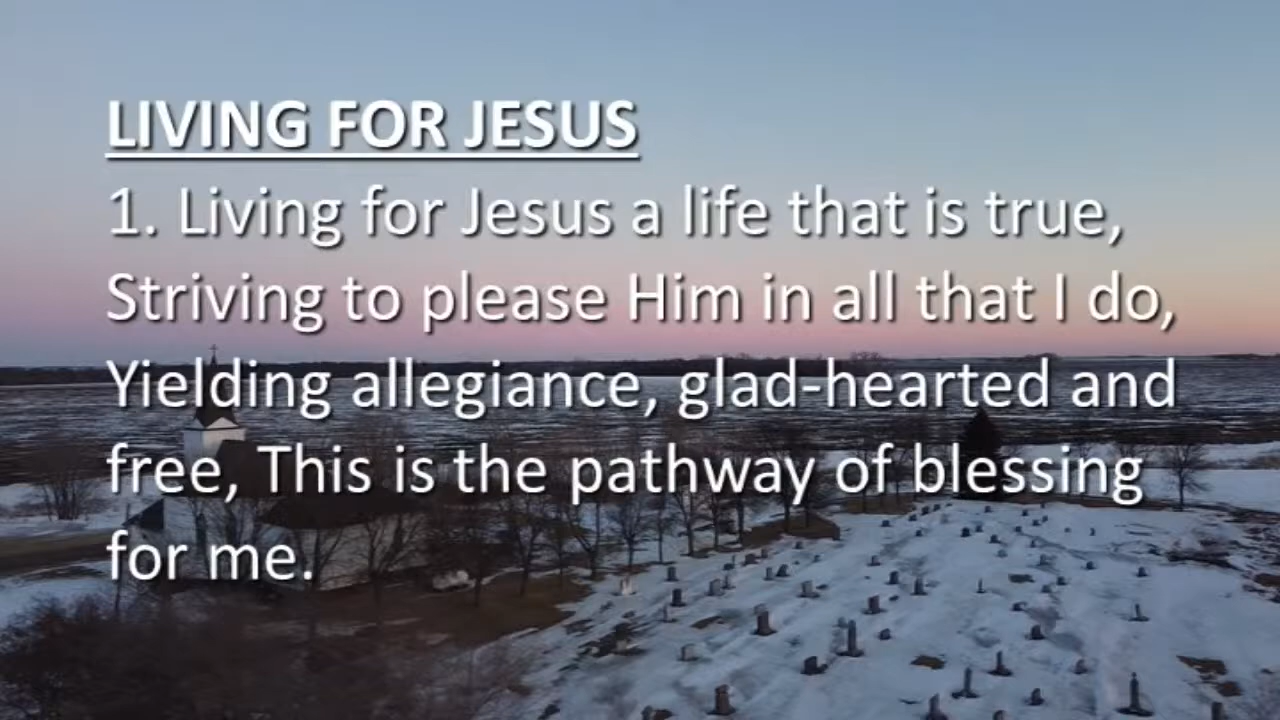 LIVING FOR JESUS
1. Living for Jesus a life that is true,
Striving to please Him in all that I do,
Yielding allegiance, glad-hearted and
free, This is the pathway of blessing
for me.